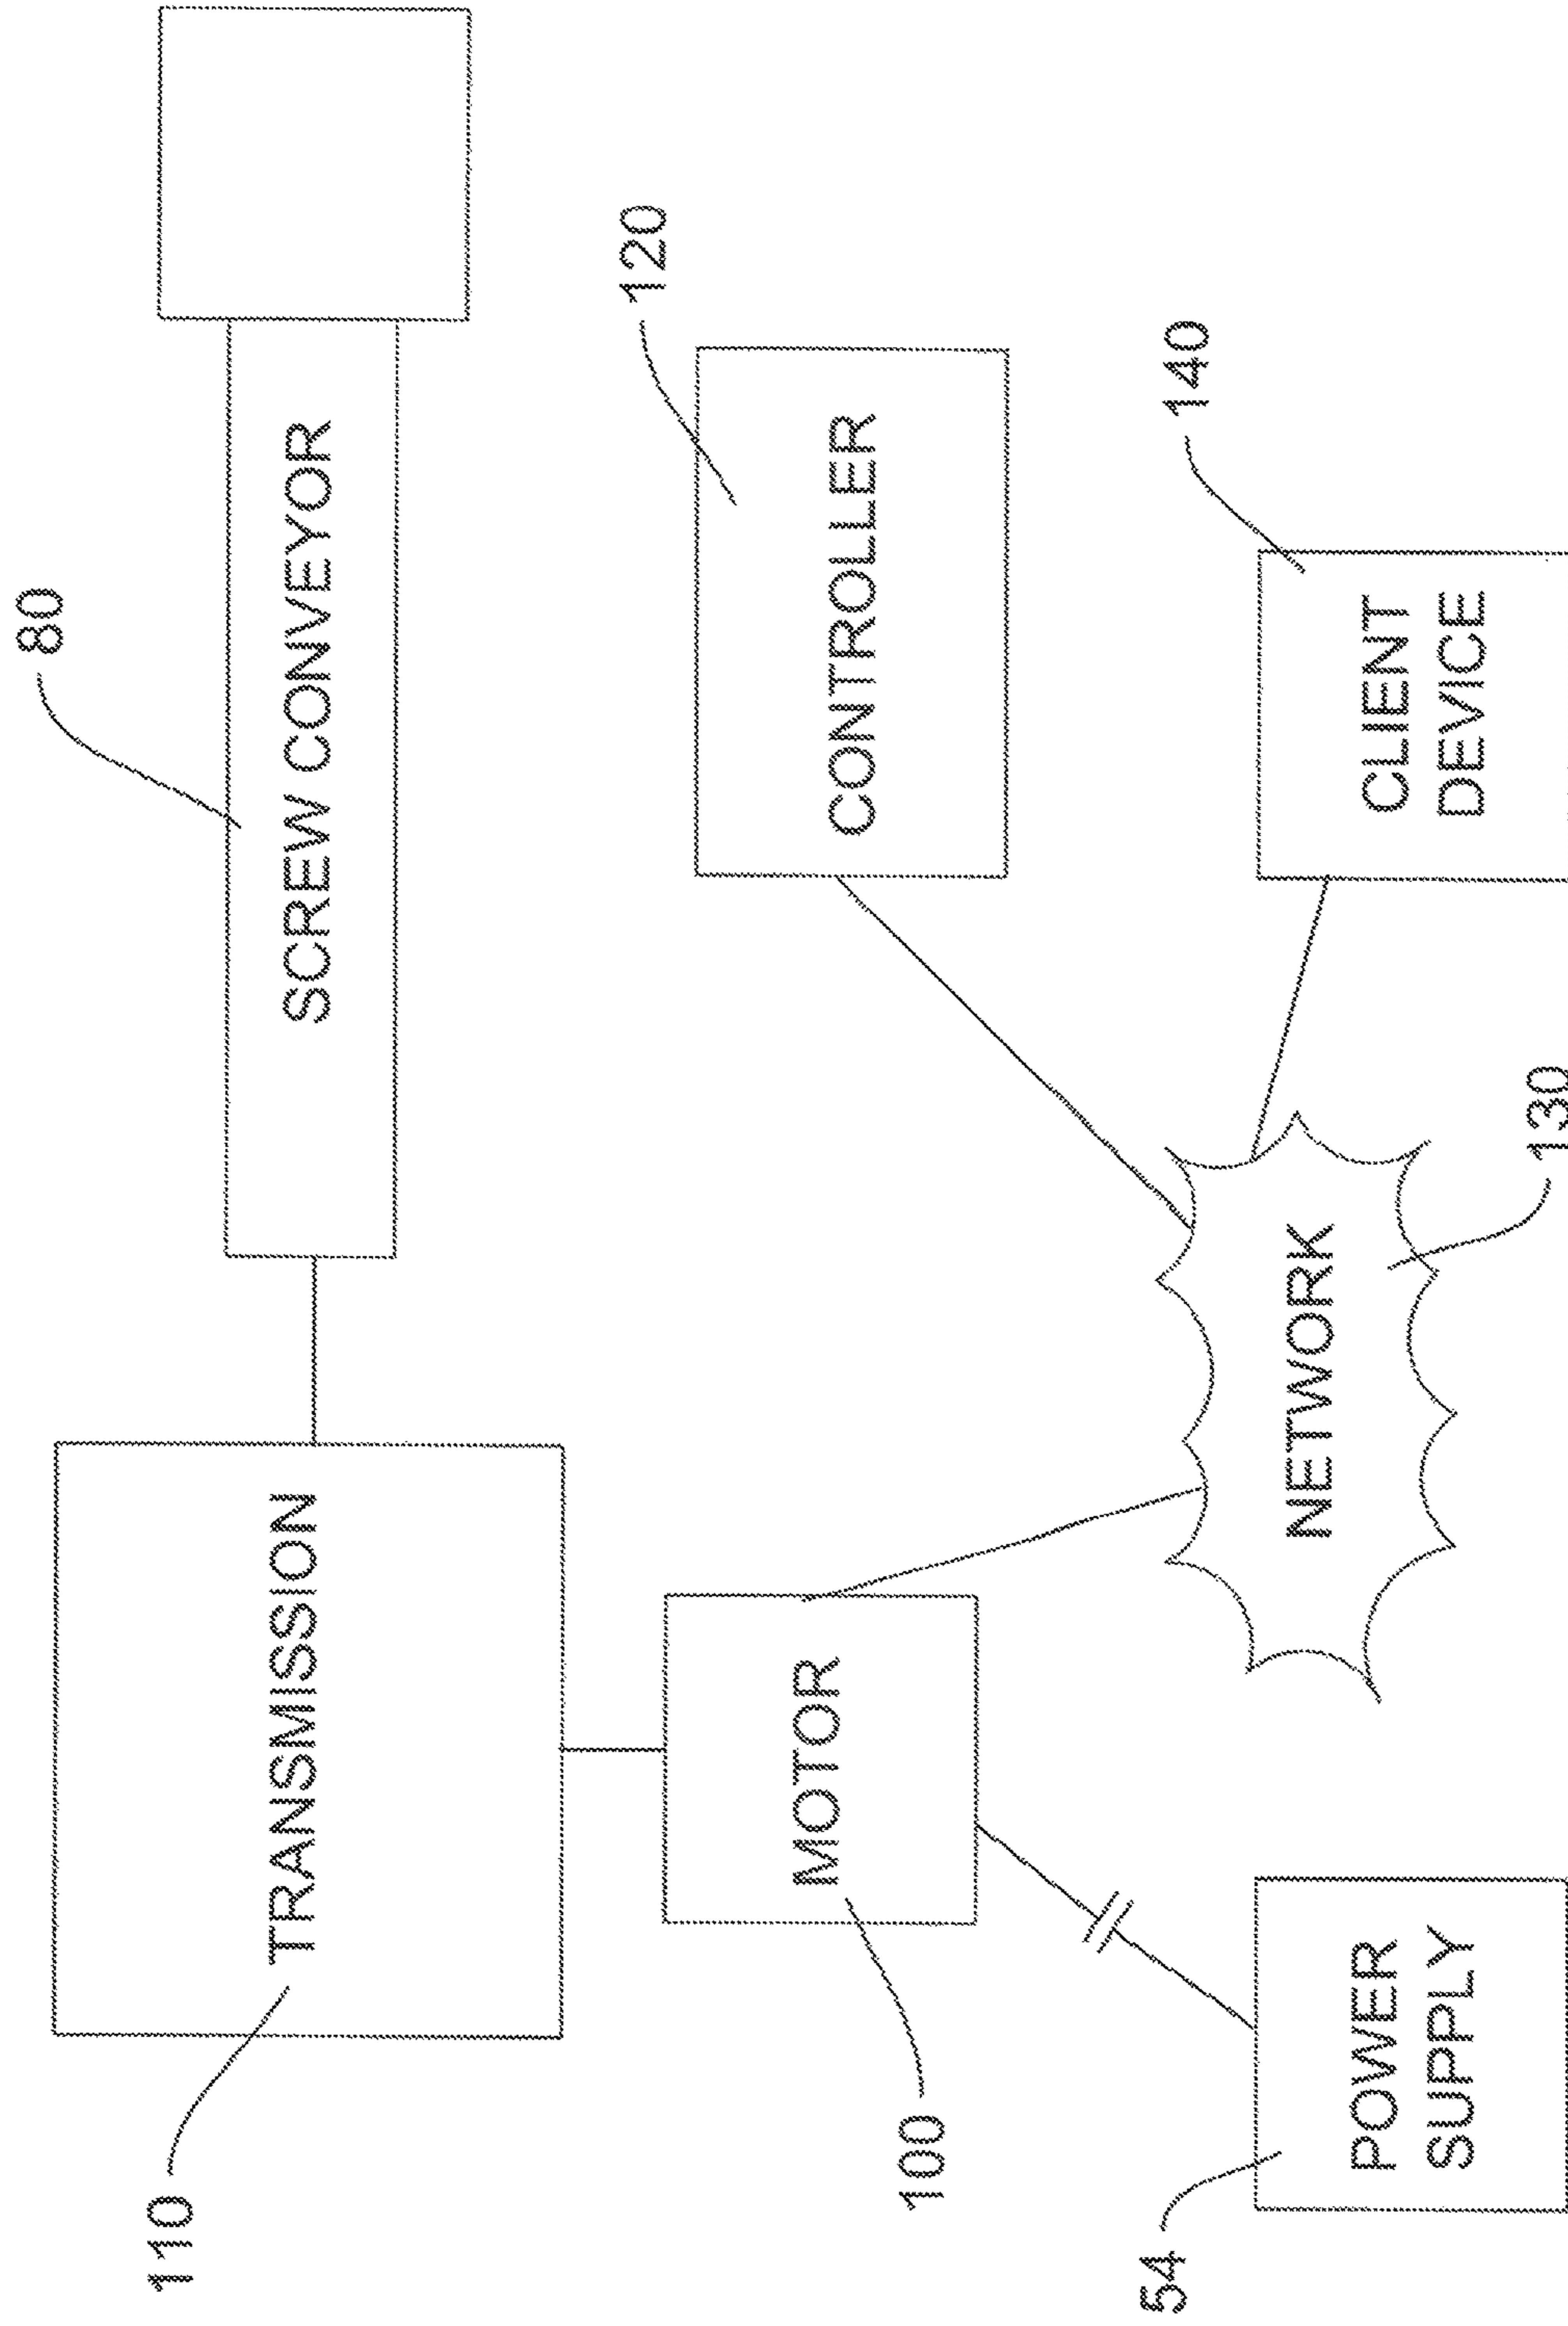 110
TRANSMISSION
80
SCREW CONVEYOR
100
MOTOR
120
CONTROLLER
54
POWER
SUPPLY
NETWORK
130
140
CLIENT
DEVICE